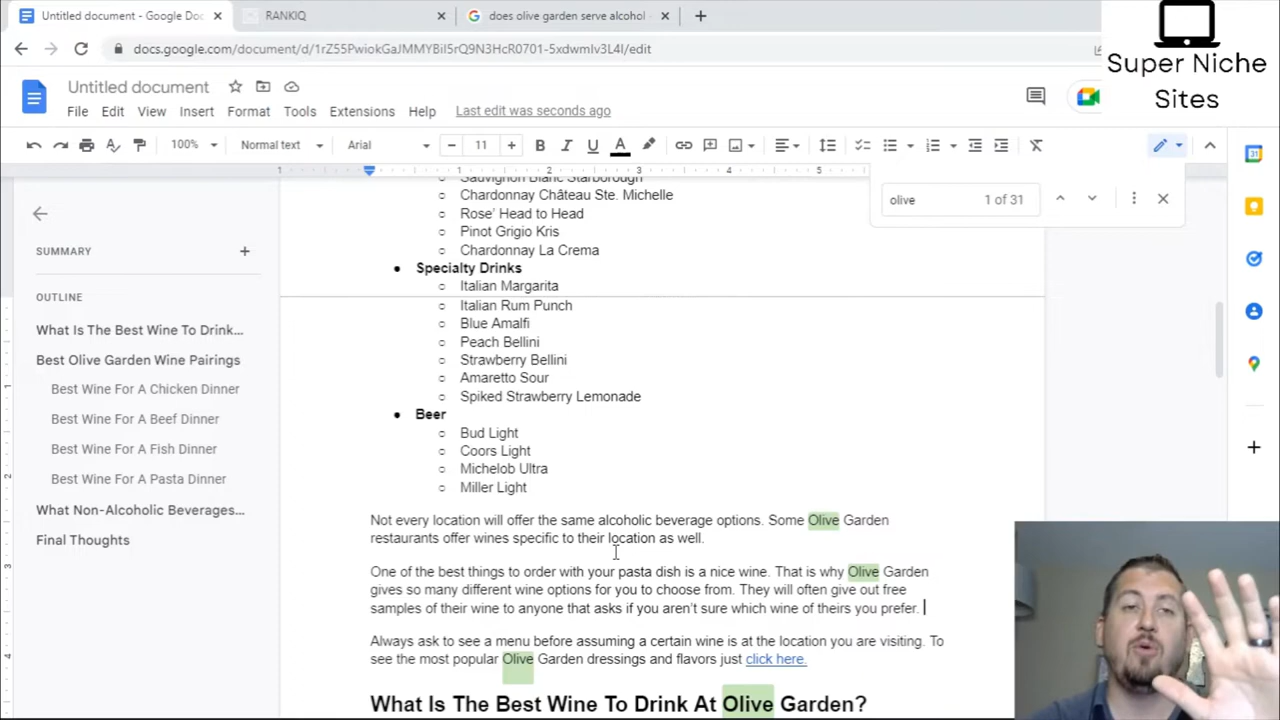 Untitled document - Google Doc
RANKIQ
does olive garden serve alcohol -
docs.google.com/document/d/1rZ55PwiokGaJMMYBil5rQ9N3HcR0701-5xdwmIv3L4I/edit
Super Niche
Sites
Untitled document
File Edit View Insert Format Tools Extensions Help Last edit was seconds ago
100% Normal text Arial 11
1 1 2 3 4 5
olive 1 of 31
SUMMARY
OUTLINE
What Is The Best Wine To Drink...
Best Olive Garden Wine Pairings
Best Wine For A Chicken Dinner
Best Wine For A Beef Dinner
Best Wine For A Fish Dinner
Best Wine For A Pasta Dinner
What Non-Alcoholic Beverages...
Final Thoughts
Sauvignon Blanc Starborough
Chardonnay Château Ste. Michelle
Rose' Head to Head
Pinot Grigio Kris
Chardonnay La Crema
Specialty Drinks
Italian Margarita
Italian Rum Punch
Blue Amalfi
Peach Bellini
Strawberry Bellini
Amaretto Sour
Spiked Strawberry Lemonade
Beer
Bud Light
Coors Light
Michelob Ultra
Miller Light
Not every location will offer the same alcoholic beverage options. Some Olive Garden
restaurants offer wines specific to their location as well.
One of the best things to order with your pasta dish is a nice wine. That is why Olive Garden
gives so many different wine options for you to choose from. They will often give out free
samples of their wine to anyone that asks if you aren't sure which wine of theirs you prefer.
Always ask to see a menu before assuming a certain wine is at the location you are visiting. To
see the most popular Olive Garden dressings and flavors just click here.
What Is The Best Wine To Drink At Olive Garden?